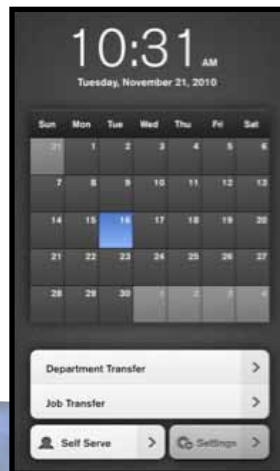 10:31 AM
Tuesday, November 21, 2010
Sun Mon Tue Wed Thu Fri Sat
31 1 2 3 4 5 6
7 8 9 10 11 12 13
14 15 16 17 18 19 20
21 22 23 24 25 26 27
28 29 30 1 2 3 4
Department Transfer
Job Transfer
Self Serve Settings